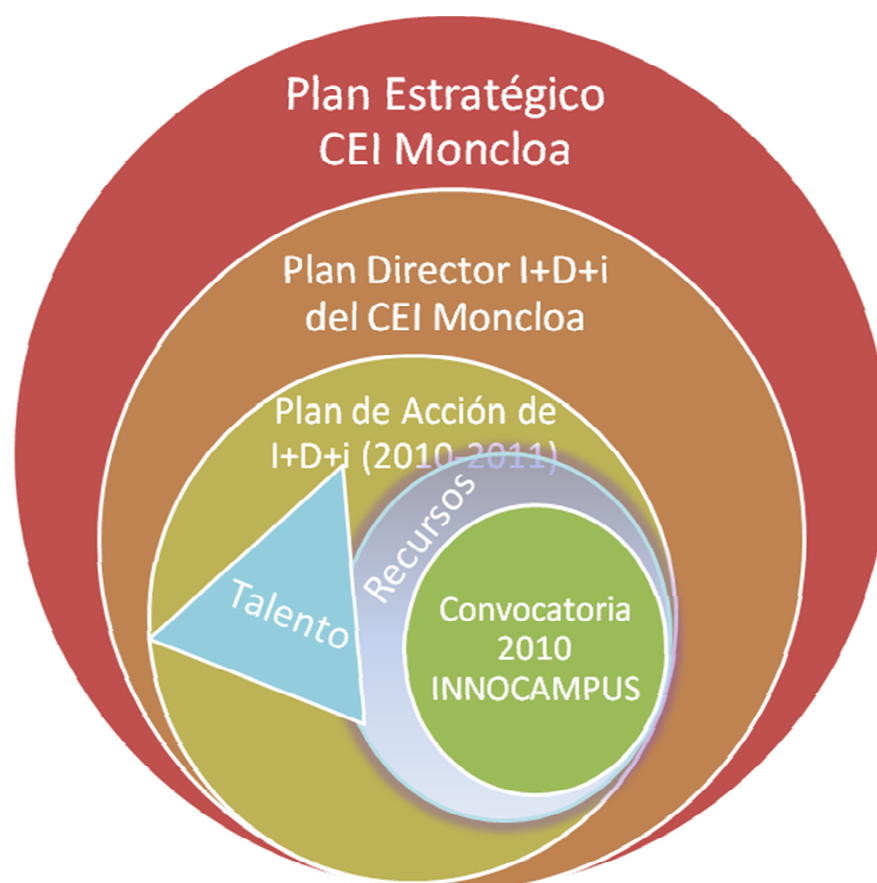 Plan Estratégico
CEI Moncloa
Plan Director I+D+i
del CEI Moncloa
Plan de Acción de
I+D+i (2010-2011)
Recursos
Talento
Convocatoria
2010
INNOCAMPUS